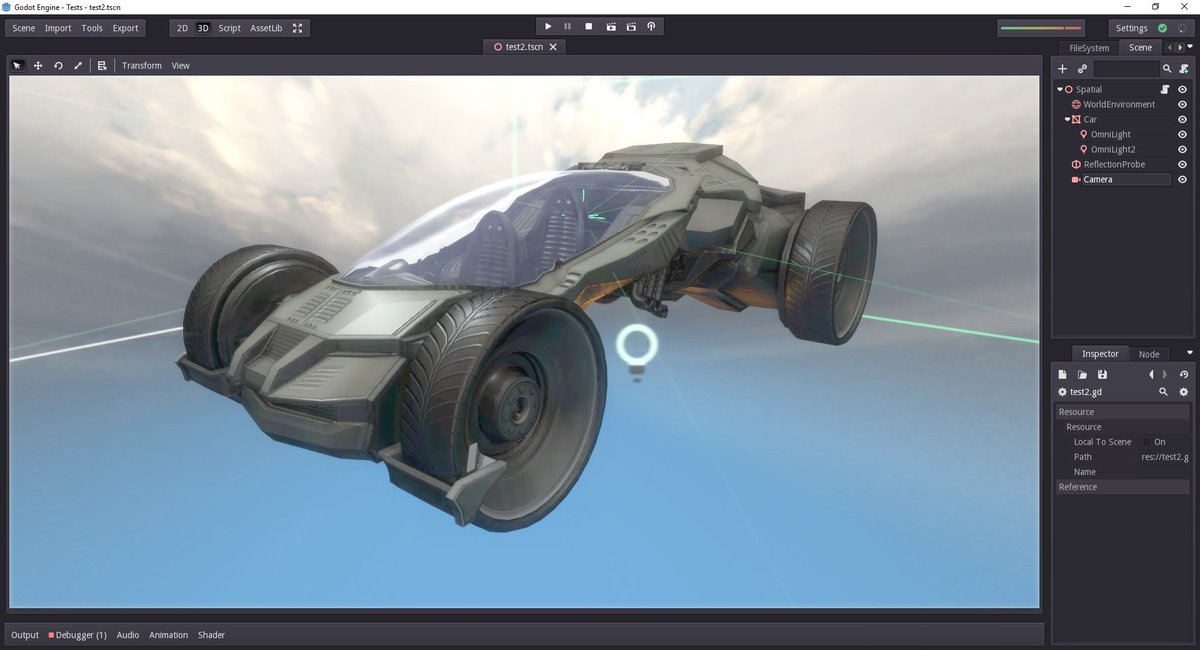 Godot Engine - Tests - test2.tscn
Scene Import Tools Export
2D 3D Script AssetLib
Settings
test2.tscn
FileSystem Scene
Transform View
Spatial
WorldEnvironment
Car
OmniLight
OmniLight2
ReflectionProbe
Camera
Inspector Node
test2.gd
Resource
Resource
Local To Scene On
Path res://test2.g
Name
Reference
Output Debugger (1) Audio Animation Shader